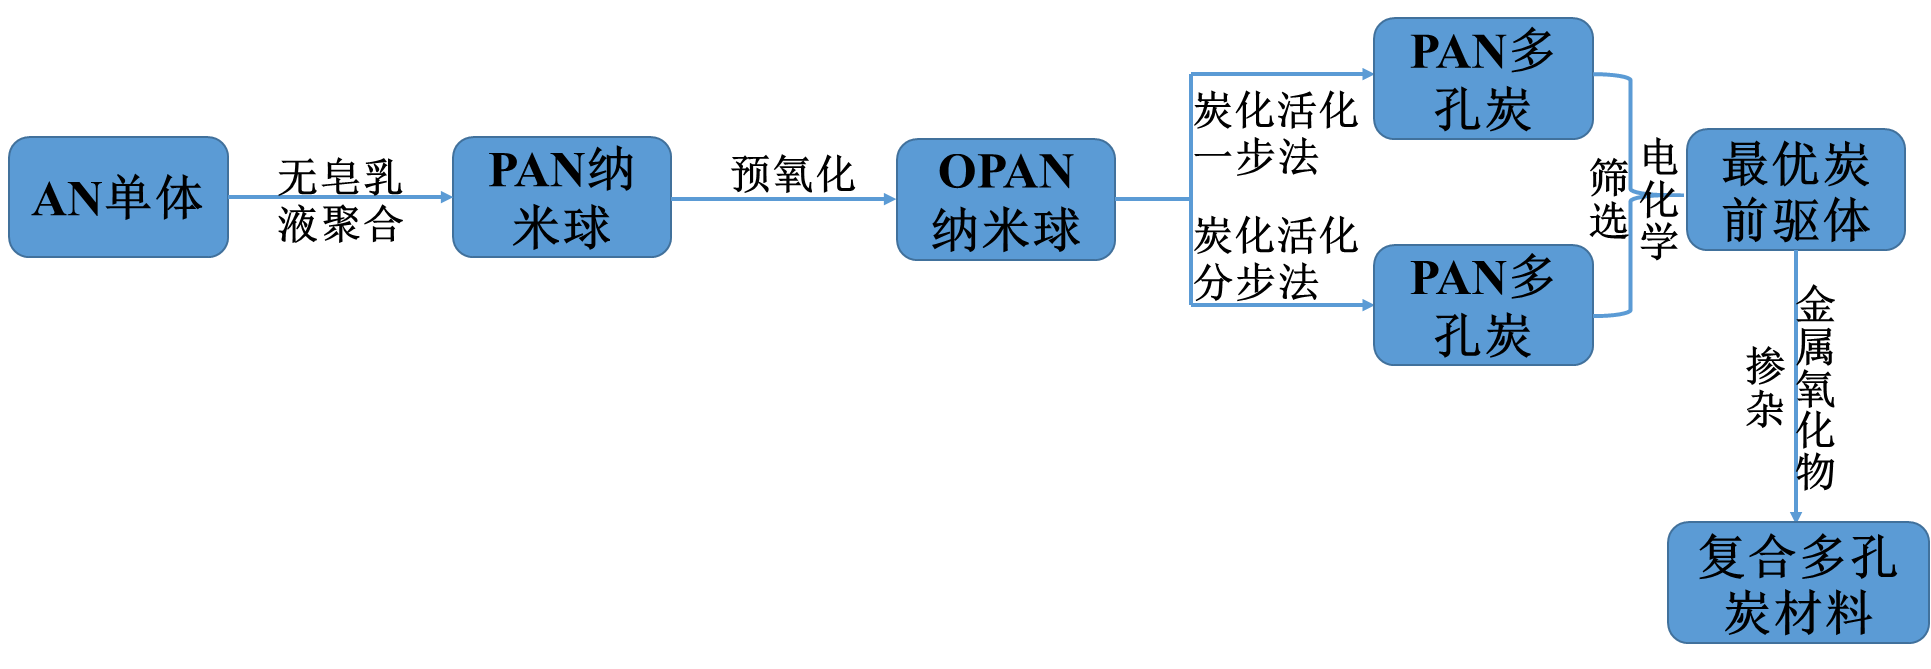 AN单体
无皂乳
液聚合
PAN纳
米球
预氧化
OPAN
纳米球
炭化活化
一步法
炭化活化
分步法
PAN多
孔炭
PAN多
孔炭
电化学
筛选
最优炭
前驱体
金属氧化物
掺杂
复合多孔
炭材料